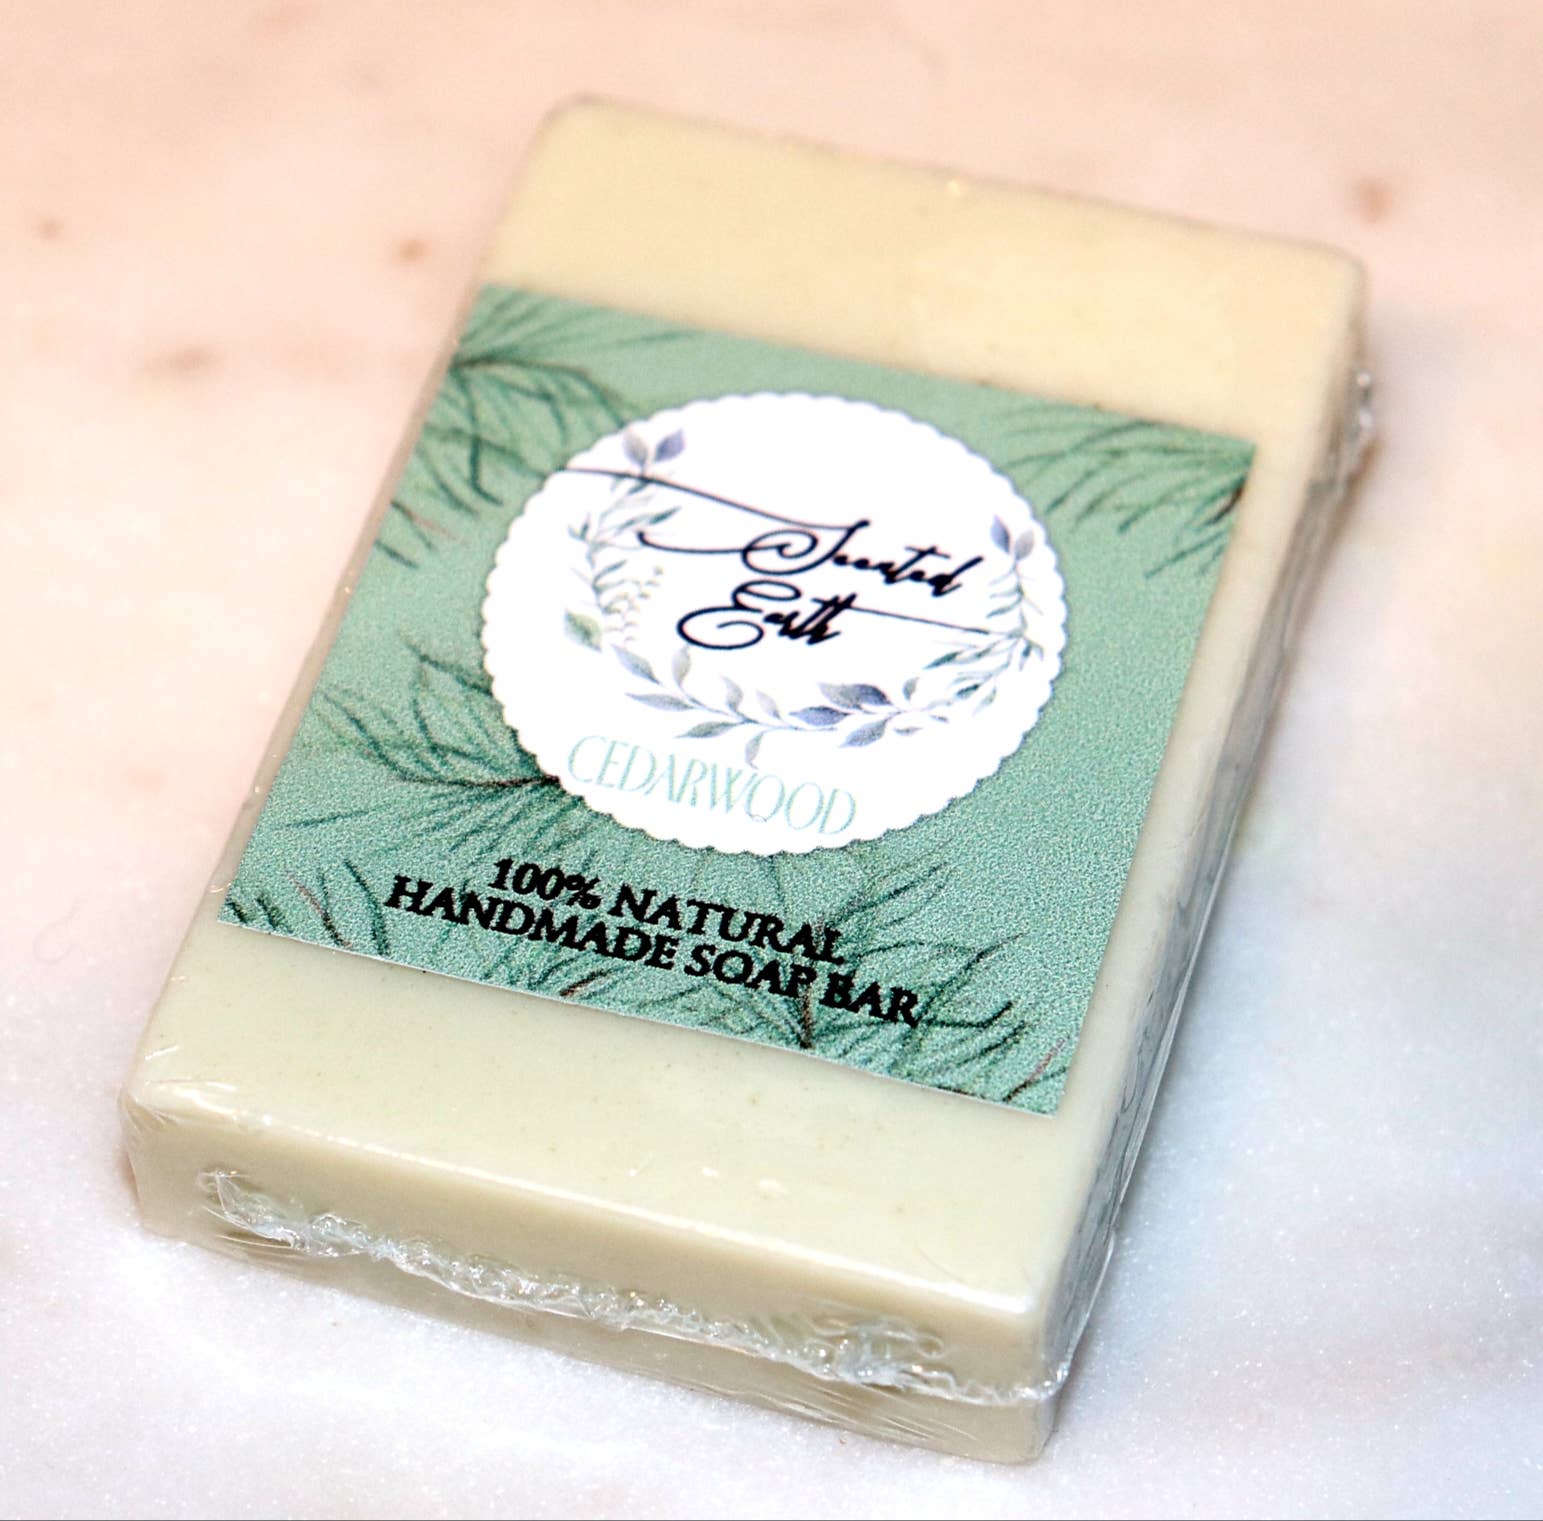 Scented
Earth
CEDARWOOD
100% NATURAL
HANDMADE SOAP BAR